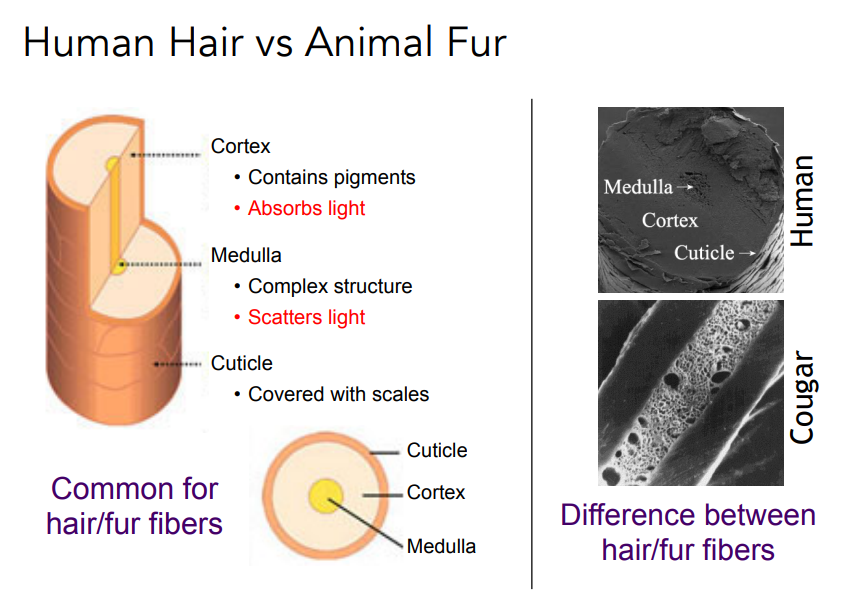 Human Hair vs Animal Fur
Cortex
• Contains pigments
• Absorbs light
Medulla
• Complex structure
• Scatters light
Cuticle
• Covered with scales
Cuticle
Cortex
Medulla
Common for
hair/fur fibers
Medulla
Cortex
Cuticle
Human
Cougar
Difference between
hair/fur fibers